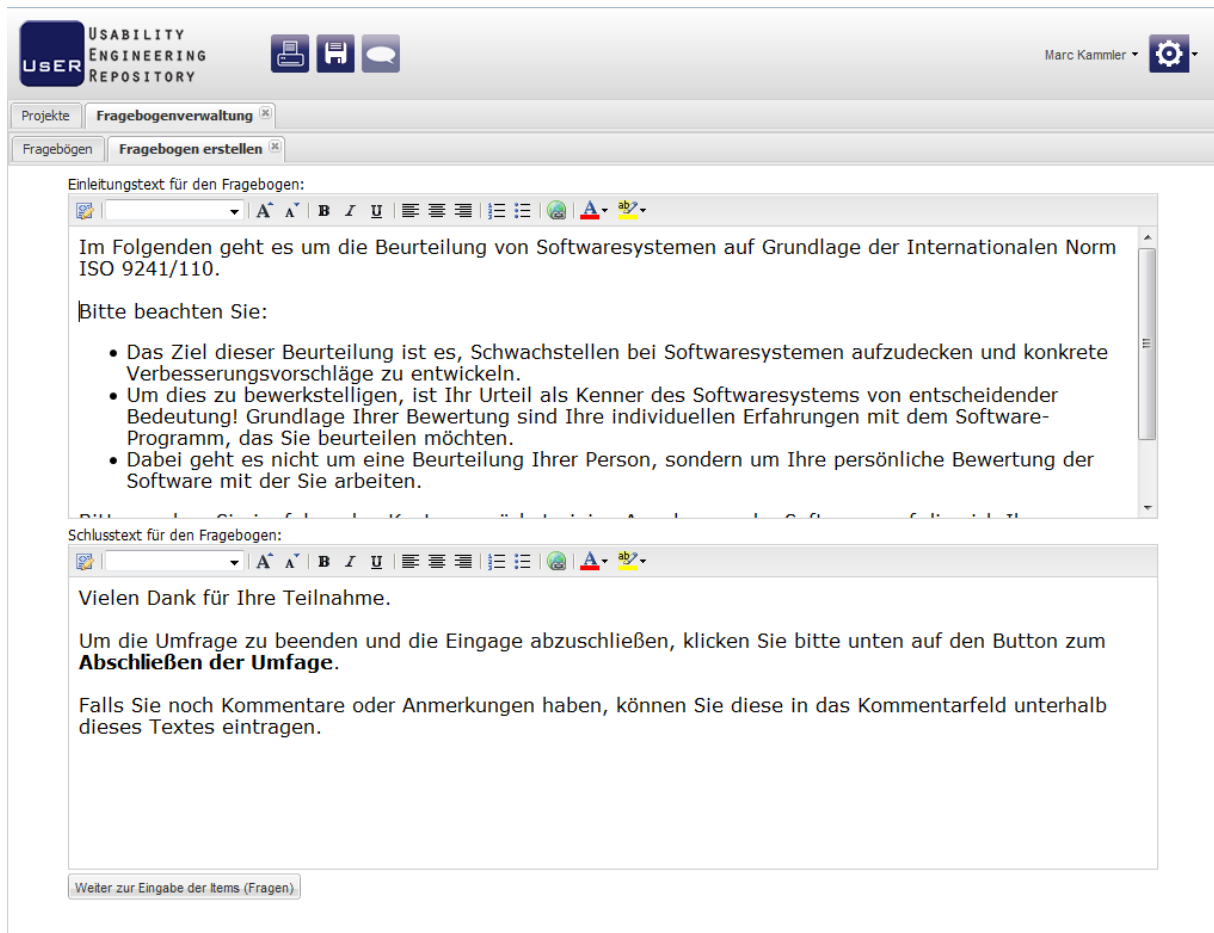 UsER
USABILITY
ENGINEERING
REPOSITORY
Marc Kammler
Projekte Fragebogenverwaltung
Fragebögen Fragebogen erstellen
Einleitungstext für den Fragebogen:
Im Folgenden geht es um die Beurteilung von Softwaresystemen auf Grundlage der Internationalen Norm
ISO 9241/110.
Bitte beachten Sie:
• Das Ziel dieser Beurteilung ist es, Schwachstellen bei Softwaresystemen aufzudecken und konkrete
Verbesserungsvorschläge zu entwickeln.
• Um dies zu bewerkstelligen, ist Ihr Urteil als Kenner des Softwaresystems von entscheidender
Bedeutung! Grundlage Ihrer Bewertung sind Ihre individuellen Erfahrungen mit dem Software-
Programm, das Sie beurteilen möchten.
• Dabei geht es nicht um eine Beurteilung Ihrer Person, sondern um Ihre persönliche Bewertung der
Software mit der Sie arbeiten.
Schlusstext für den Fragebogen:
Vielen Dank für Ihre Teilnahme.
Um die Umfrage zu beenden und die Eingage abzuschließen, klicken Sie bitte unten auf den Button zum
Abschließen der Umfage.
Falls Sie noch Kommentare oder Anmerkungen haben, können Sie diese in das Kommentarfeld unterhalb
dieses Textes eintragen.
Weiter zur Eingabe der Items (Fragen)